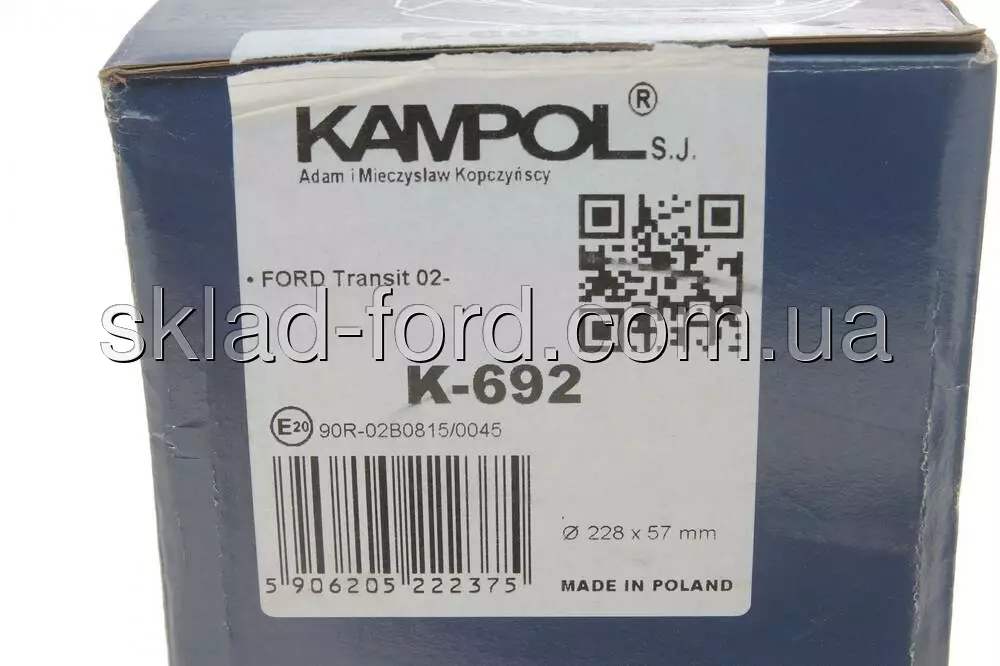 K-692
KAMPOL® S.J.
Adam i Mieczysław Kopczyńscy
• FORD Transit 02-
sklad-ford.com.ua
K-692
E20 90R-02B0815/0045
Ø 228 x 57 mm
5 906205 222375
MADE IN POLAND